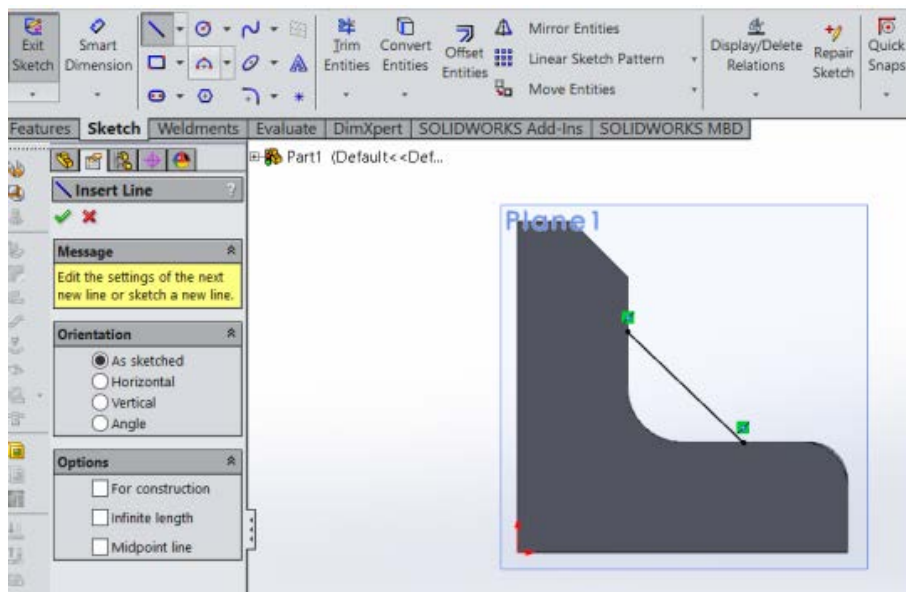 Exit
Sketch
Smart
Dimension
Trim
Entities
Convert
Entities
Offset
Entities
Mirror Entities
Linear Sketch Pattern
Move Entities
Display/Delete
Relations
Repair
Sketch
Quick
Snaps
Features Sketch Weldments Evaluate DimXpert SOLIDWORKS Add-Ins SOLIDWORKS MBD
Part1 (Default<<Def...
Insert Line ?
Message
Edit the settings of the next
new line or sketch a new line.
Orientation
As sketched
Horizontal
Vertical
Angle
Options
For construction
Infinite length
Midpoint line
Plane1